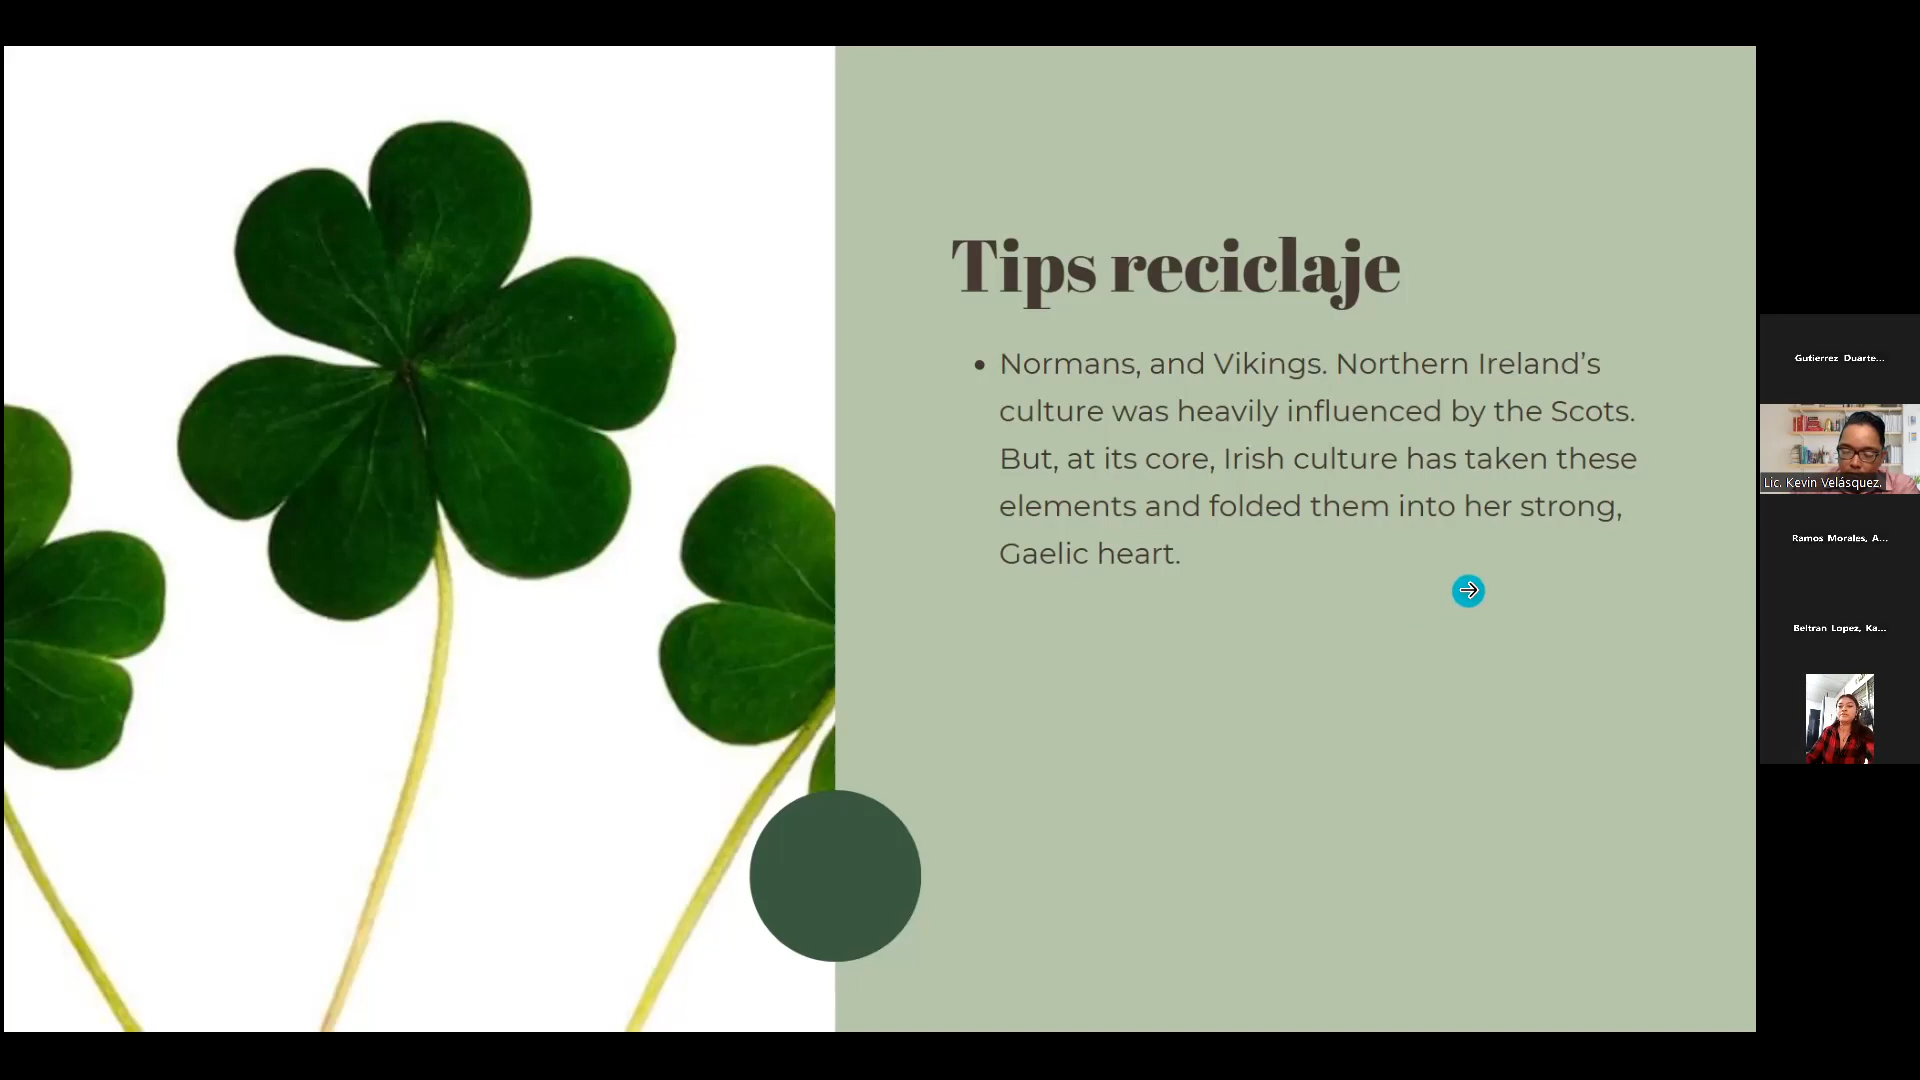 Tips reciclaje
• Normans, and Vikings. Northern Ireland’s
culture was heavily influenced by the Scots.
But, at its core, Irish culture has taken these
elements and folded them into her strong,
Gaelic heart.
Gutierrez Duarte...
Lic. Kevin Velásquez.
Ramos Morales, A...
Beltran Lopez, Ka...